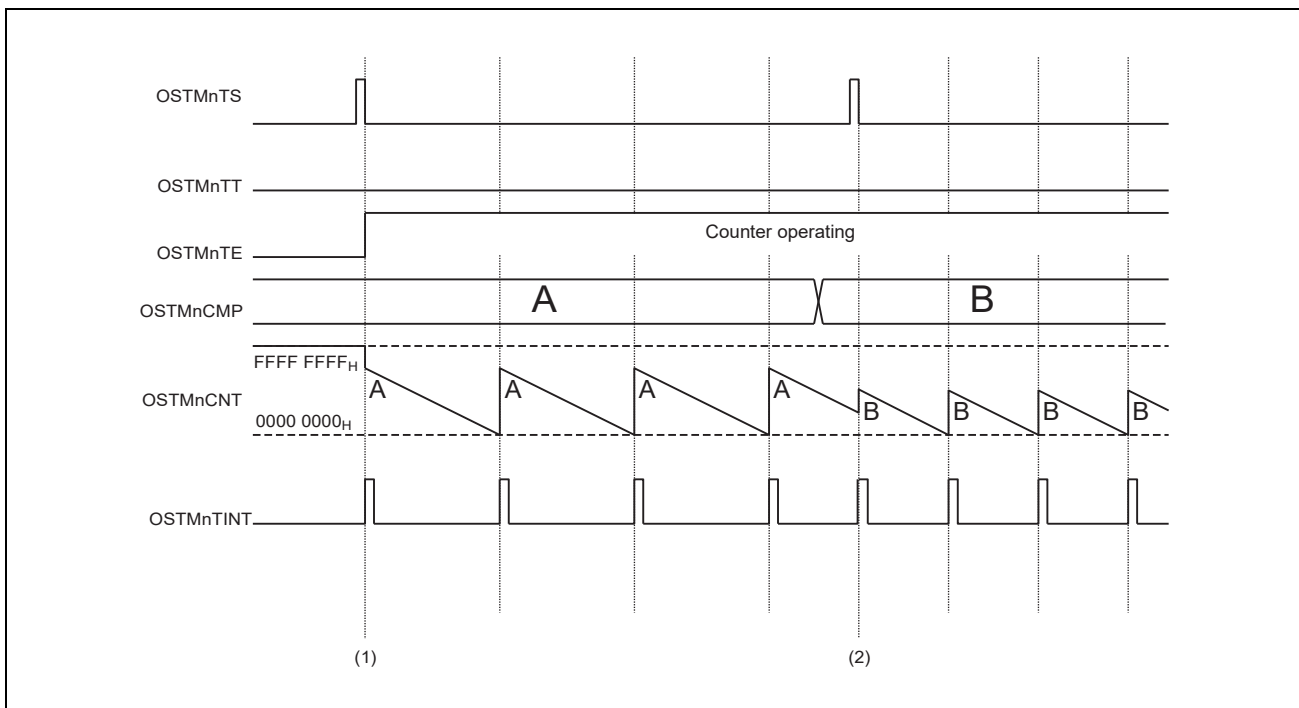 OSTMnTS
OSTMnTT
OSTMnTE
Counter operating
OSTMnCMP
A
B
FFFF FFFFH
OSTMnCNT
A
A
A
A
B
B
B
B
0000 0000H
OSTMnTINT
(1)
(2)